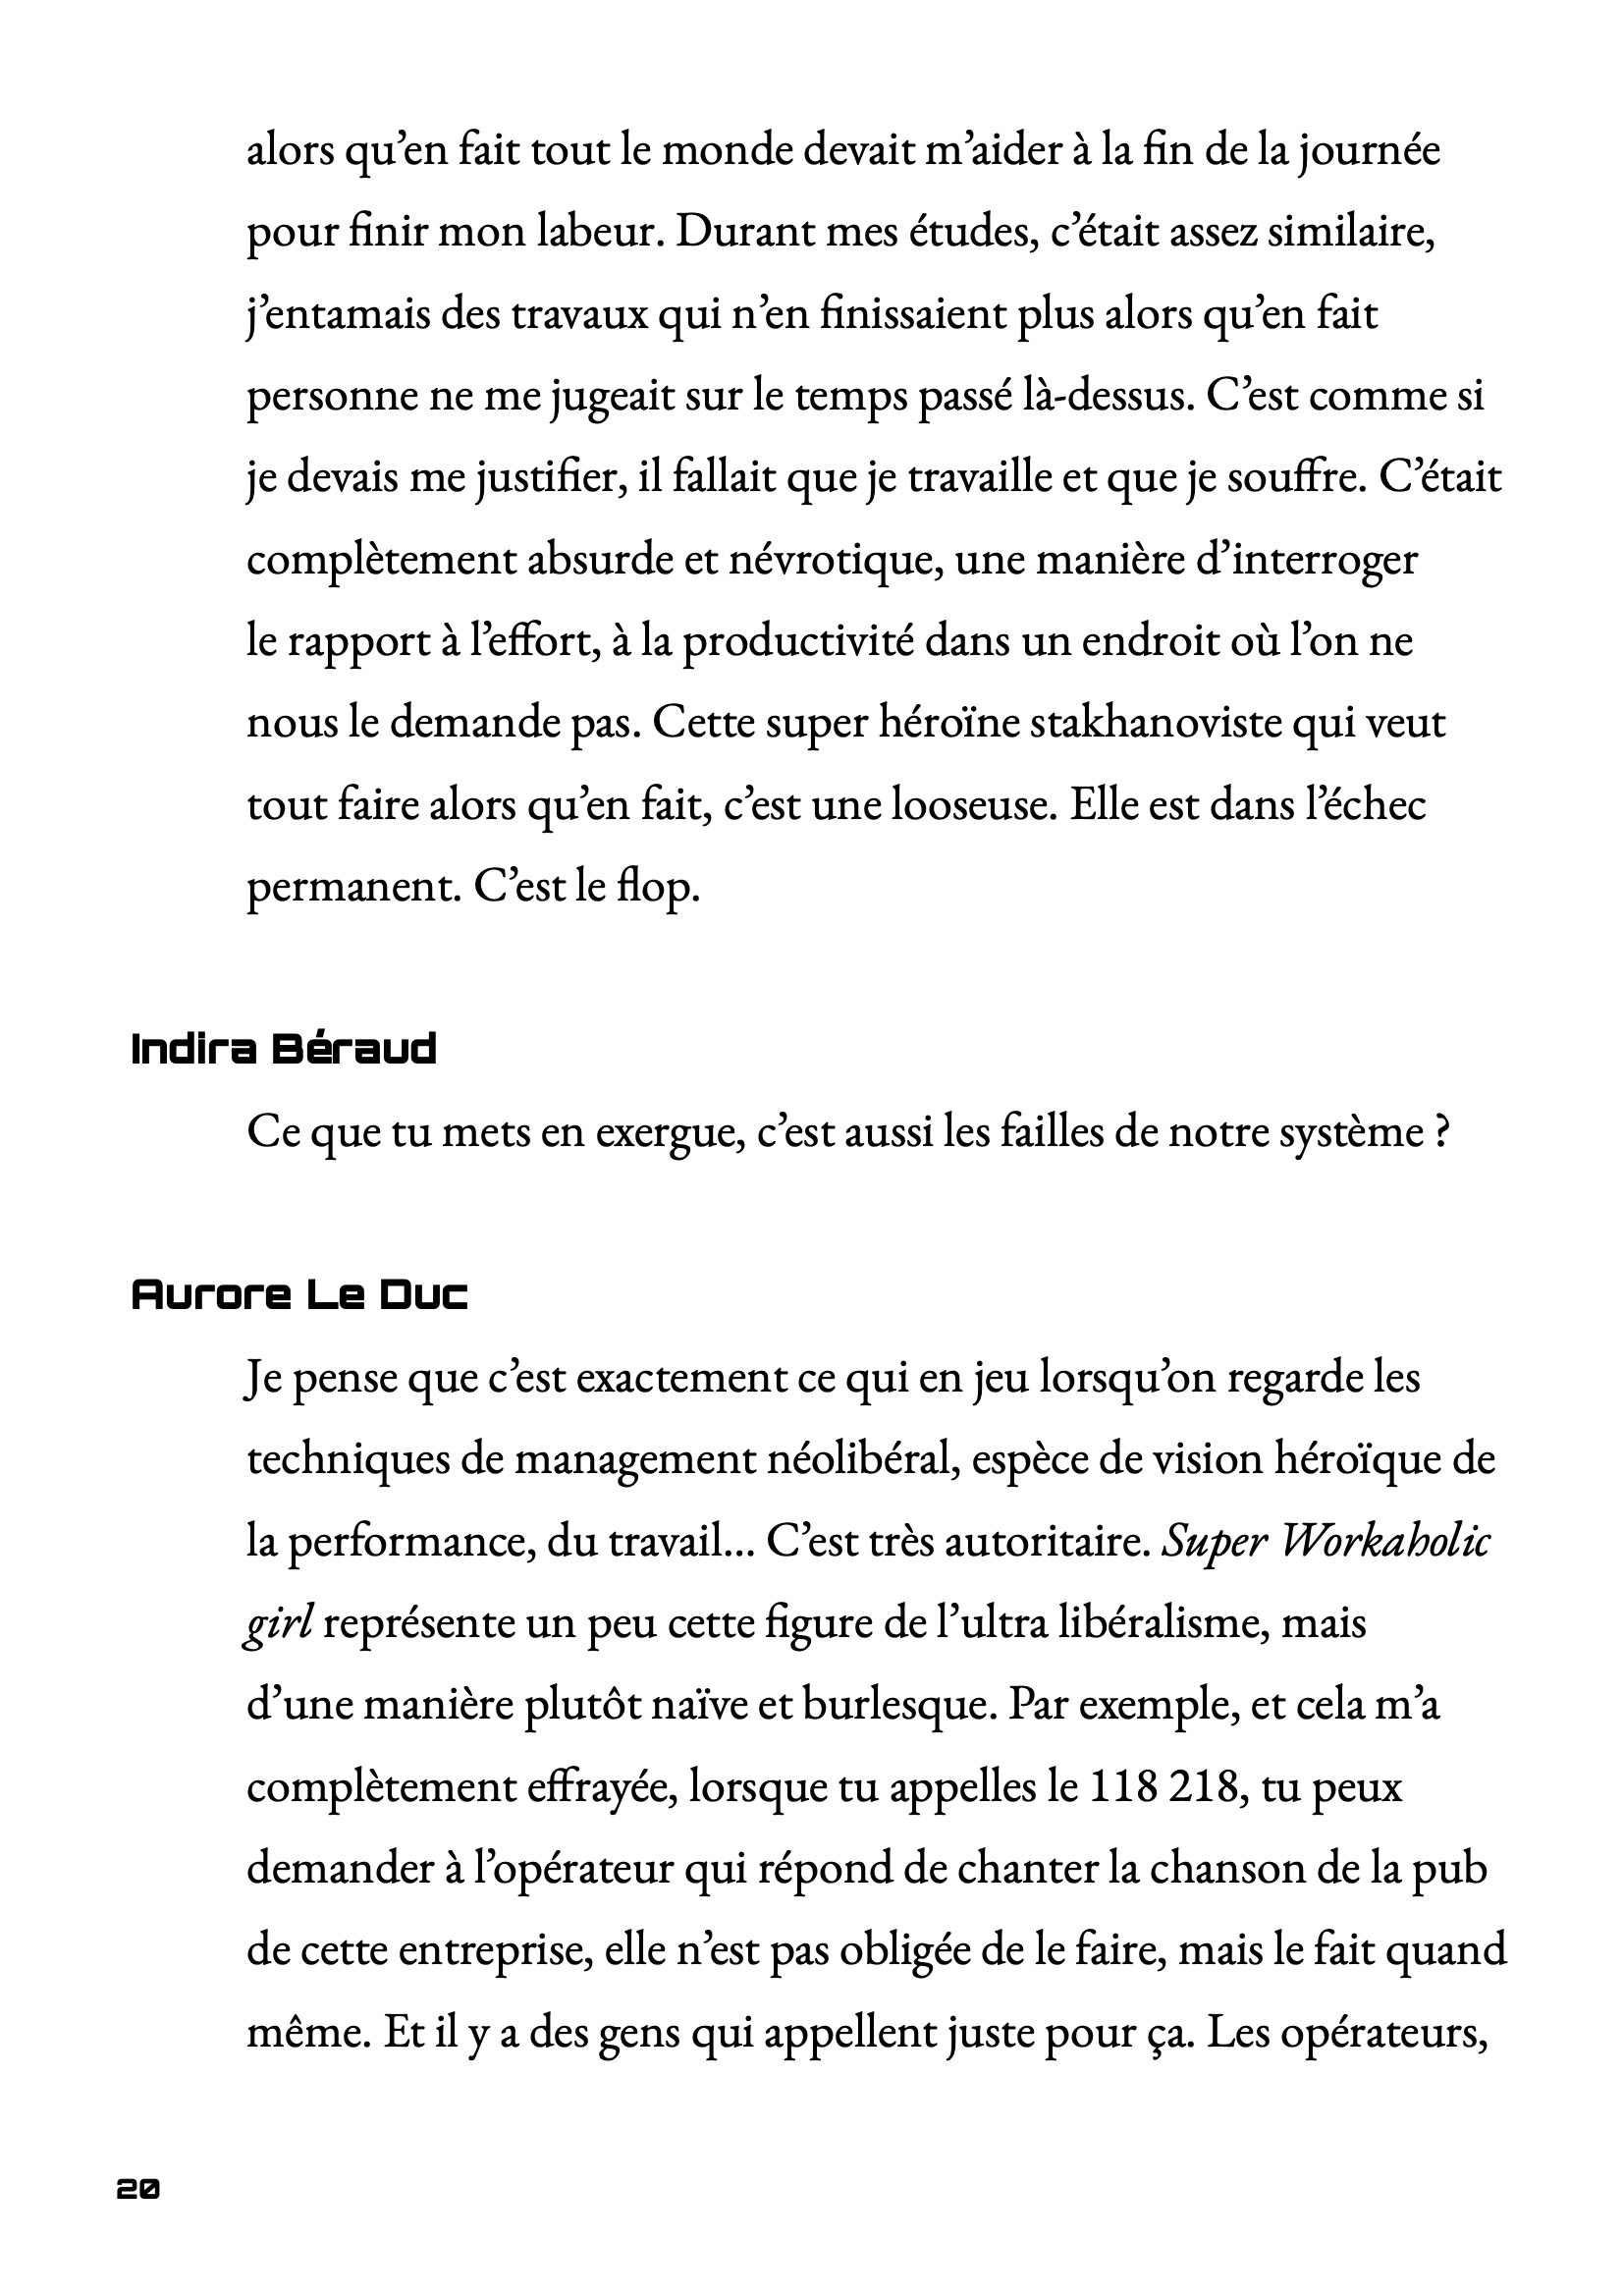 alors qu’en fait tout le monde devait m’aider à la fin de la journée
pour finir mon labeur. Durant mes études, c’était assez similaire,
j’entamais des travaux qui n’en finissaient plus alors qu’en fait
personne ne me jugeait sur le temps passé là-dessus. C’est comme si
je devais me justifier, il fallait que je travaille et que je souffre. C’était
complètement absurde et névrotique, une manière d’interroger
le rapport à l’effort, à la productivité dans un endroit où l’on ne
nous le demande pas. Cette super héroïne stakhanoviste qui veut
tout faire alors qu’en fait, c’est une looseuse. Elle est dans l’échec
permanent. C’est le flop.
Indira Béraud
Ce que tu mets en exergue, c’est aussi les failles de notre système ?
Aurore Le Duc
Je pense que c’est exactement ce qui en jeu lorsqu’on regarde les
techniques de management néolibéral, espèce de vision héroïque de
la performance, du travail… C’est très autoritaire. Super Workaholic
girl représente un peu cette figure de l’ultra libéralisme, mais
d’une manière plutôt naïve et burlesque. Par exemple, et cela m’a
complètement effrayée, lorsque tu appelles le 118 218, tu peux
demander à l’opérateur qui répond de chanter la chanson de la pub
de cette entreprise, elle n’est pas obligée de le faire, mais le fait quand
même. Et il y a des gens qui appellent juste pour ça. Les opérateurs,
20